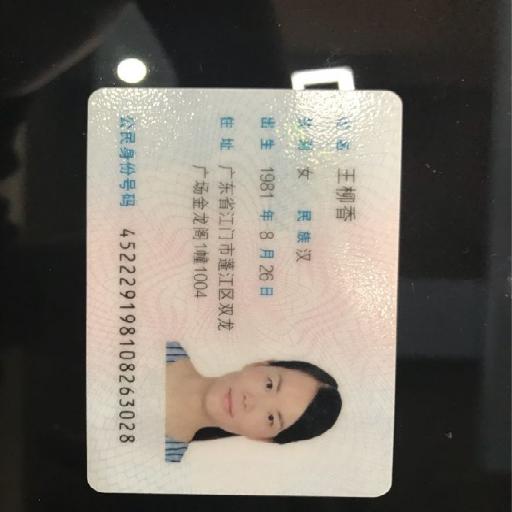 姓名 王柳香
性别 女 民族 汉
出生 1981 年 8 月 26 日
住址 广东省江门市蓬江区双龙
广场金龙阁1幢1004
公民身份号码 452229198108263028